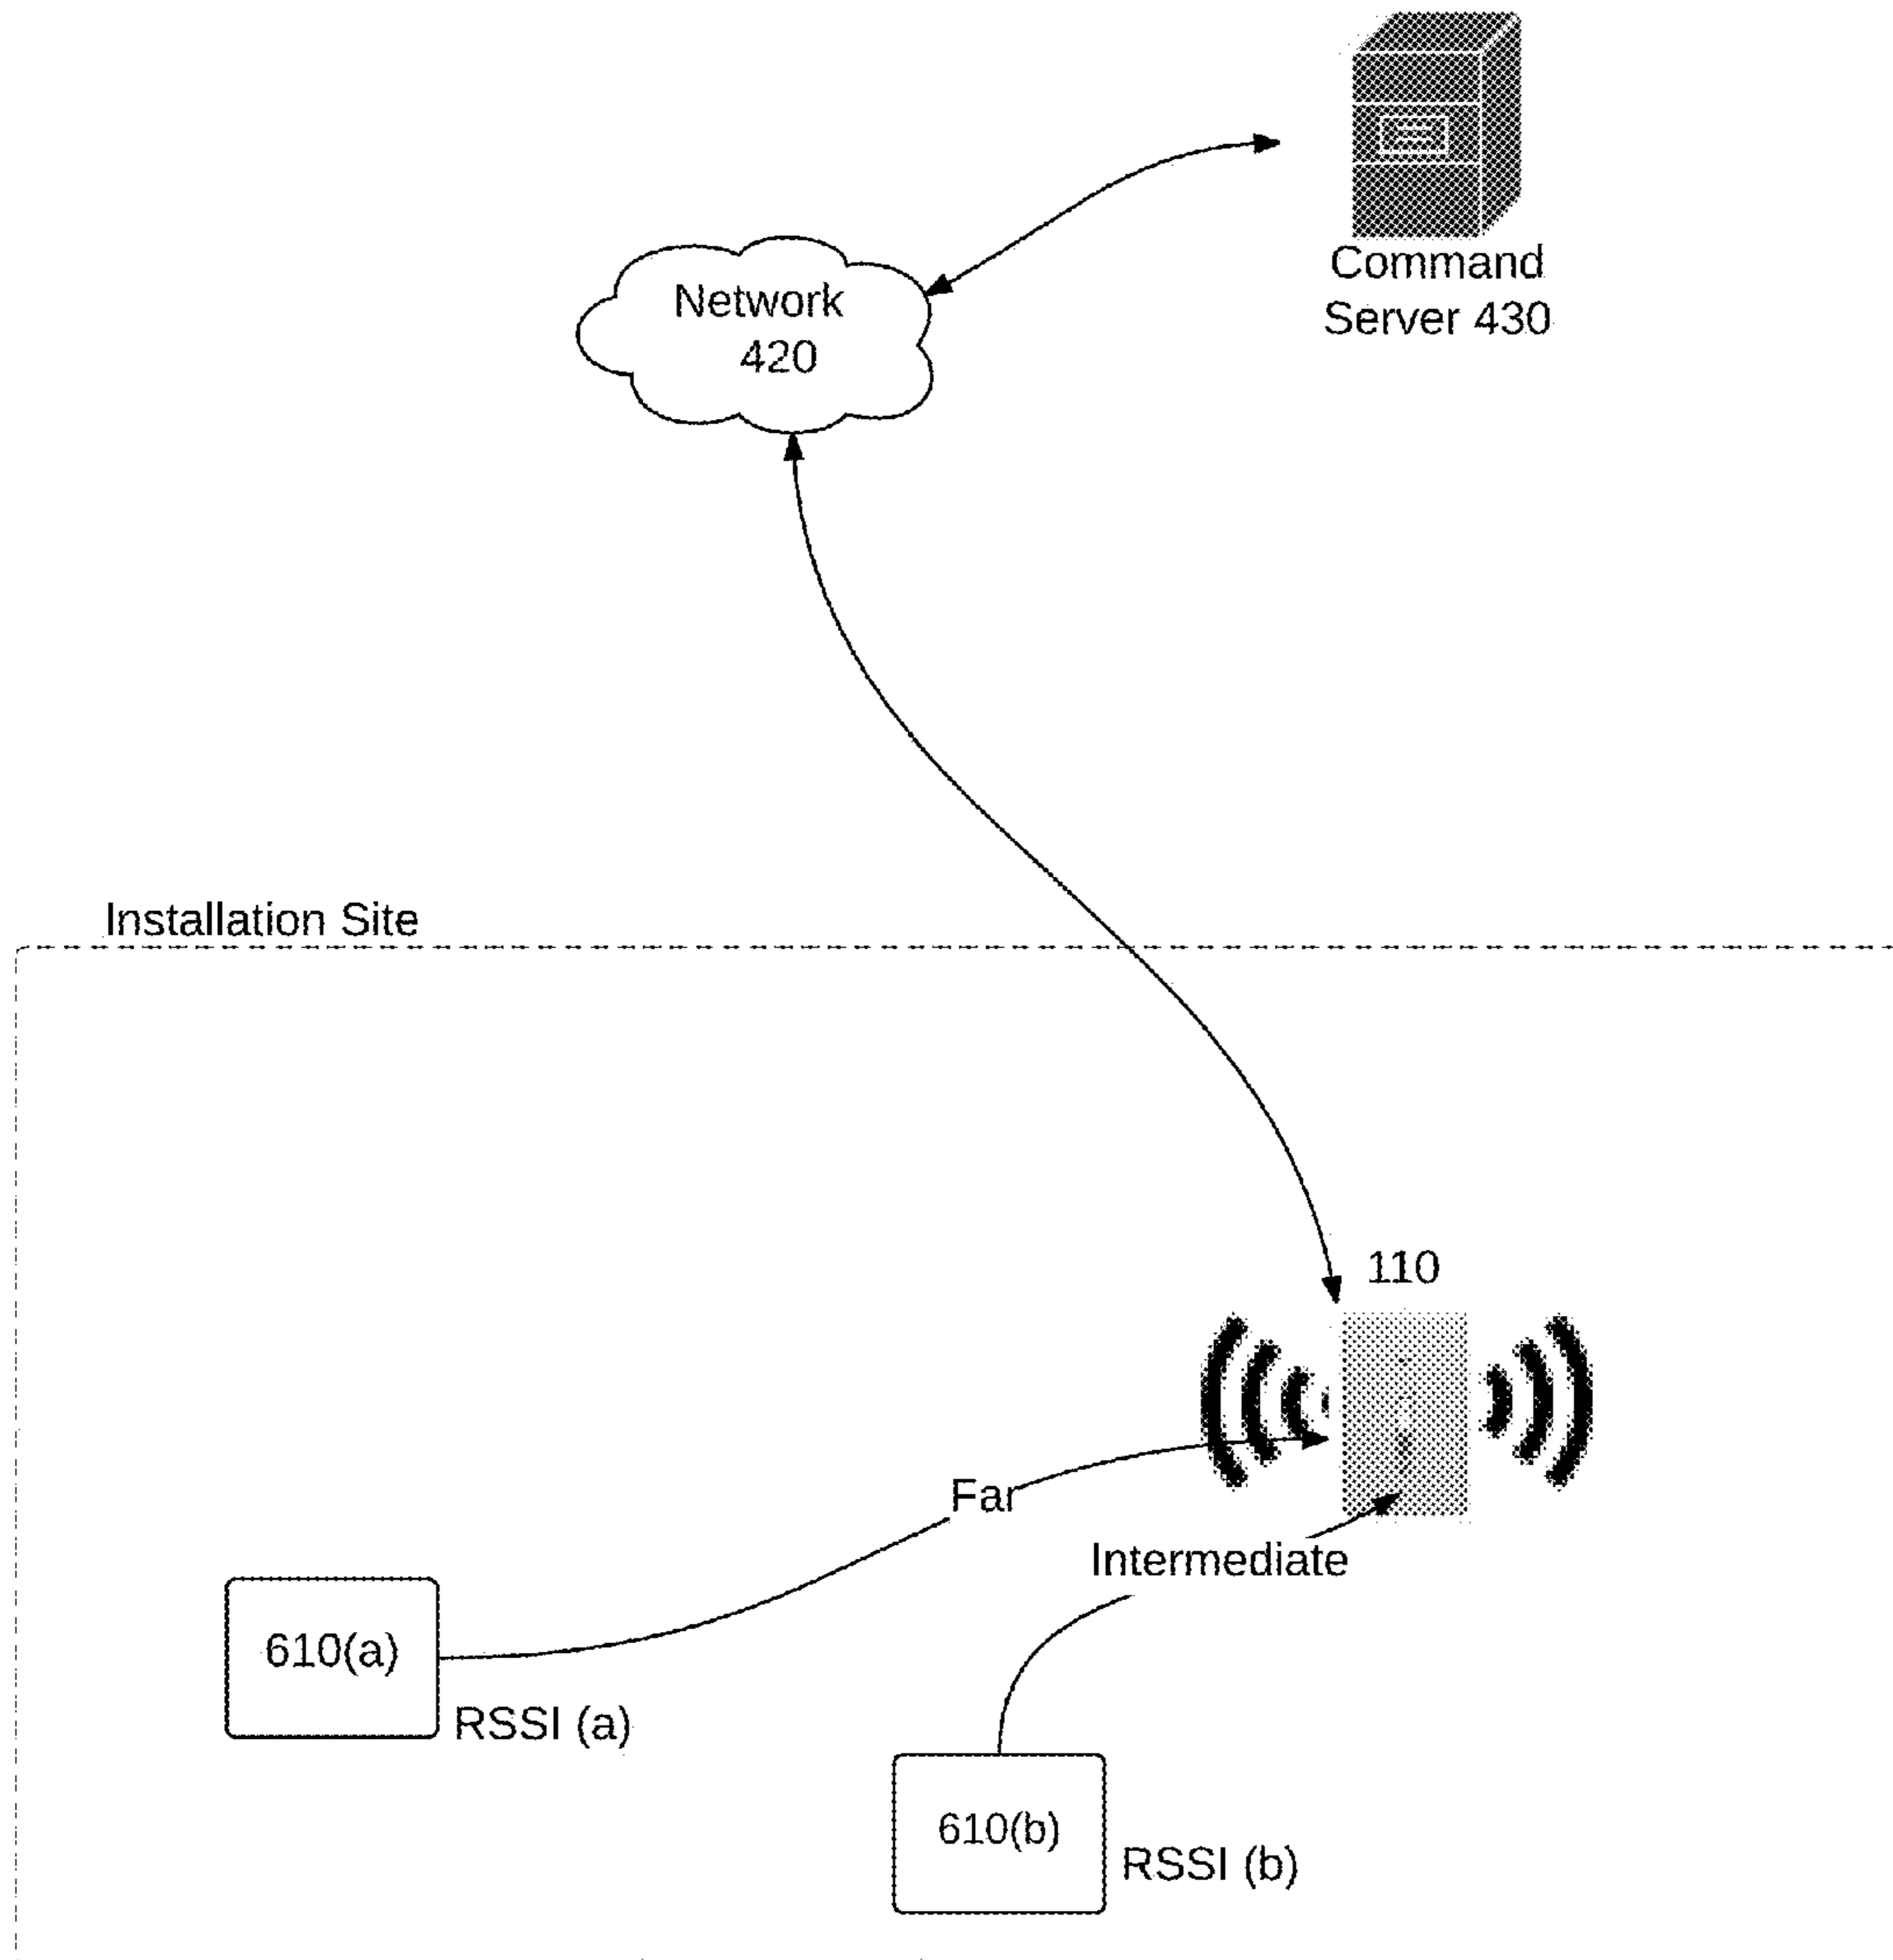 Command
Server 430
Network
420
Installation Site
110
Far
Intermediate
610(a)
RSSI (a)
610(b)
RSSI (b)